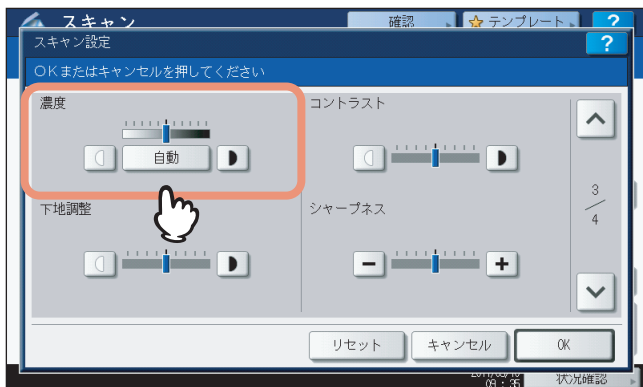 スキャン
確認
テンプレート
?
スキャン設定
?
OKまたはキャンセルを押してください
濃度
自動
コントラスト
下地調整
シャープネス
3
4
リセット
キャンセル
OK
09:35
状況確認